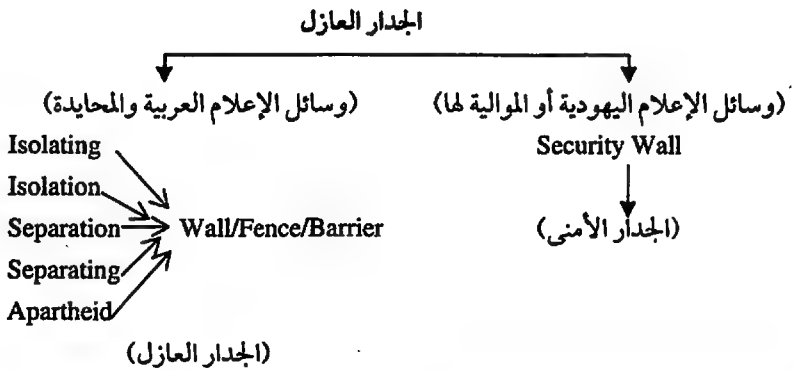 الجدار العازل
(وسائل الإعلام اليهودية أو الموالية لها) (وسائل الإعلام العربية والمحايدة)
Isolating Security Wall
Isolation
Separation Wall/Fence/Barrier (الجدار الأمنى)
Separating
Apartheid
(الجدار العازل)